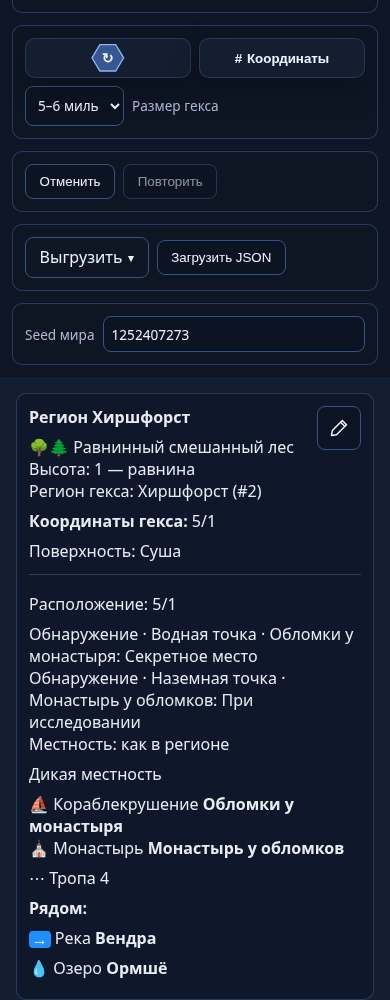 ↻
# Координаты
5–6 миль
Размер гекса
Отменить
Повторить
Выгрузить ▾
Загрузить JSON
Seed мира
1252407273
Регион Хиршфорст
🌳🌲 Равнинный смешанный лес
Высота: 1 — равнина
Регион гекса: Хиршфорст (#2)
Координаты гекса: 5/1
Поверхность: Суша
Расположение: 5/1
Обнаружение · Водная точка · Обломки у
монастыря: Секретное место
Обнаружение · Наземная точка ·
Монастырь у обломков: При
исследовании
Местность: как в регионе
Дикая местность
⛵ Кораблекрушение Обломки у
монастыря
⛪ Монастырь Монастырь у обломков
⋯ Тропа 4
Рядом:
→ Река Вендра
💧 Озеро Ормшё